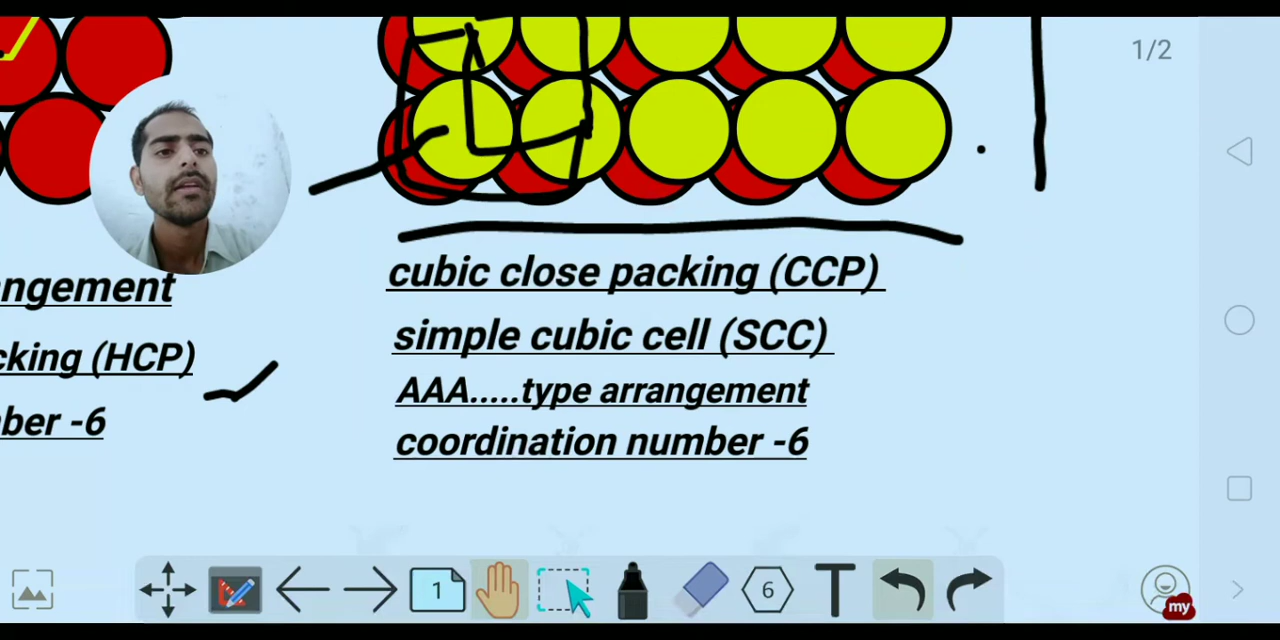 1/2
ngement
cking (HCP)
ber -6
cubic close packing (CCP)
simple cubic cell (SCC)
AAA.....type arrangement
coordination number -6
1
6
T
my